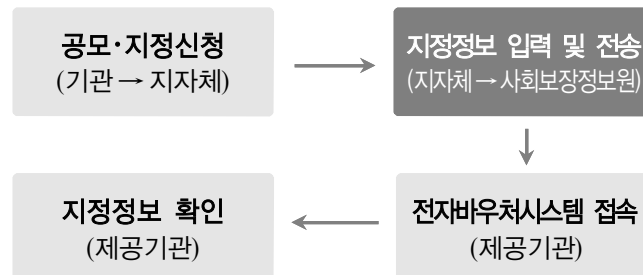 공모·지정신청
(기관 → 지자체)
지정정보 입력 및 전송
(지자체 → 사회보장정보원)
전자바우처시스템 접속
(제공기관)
지정정보 확인
(제공기관)